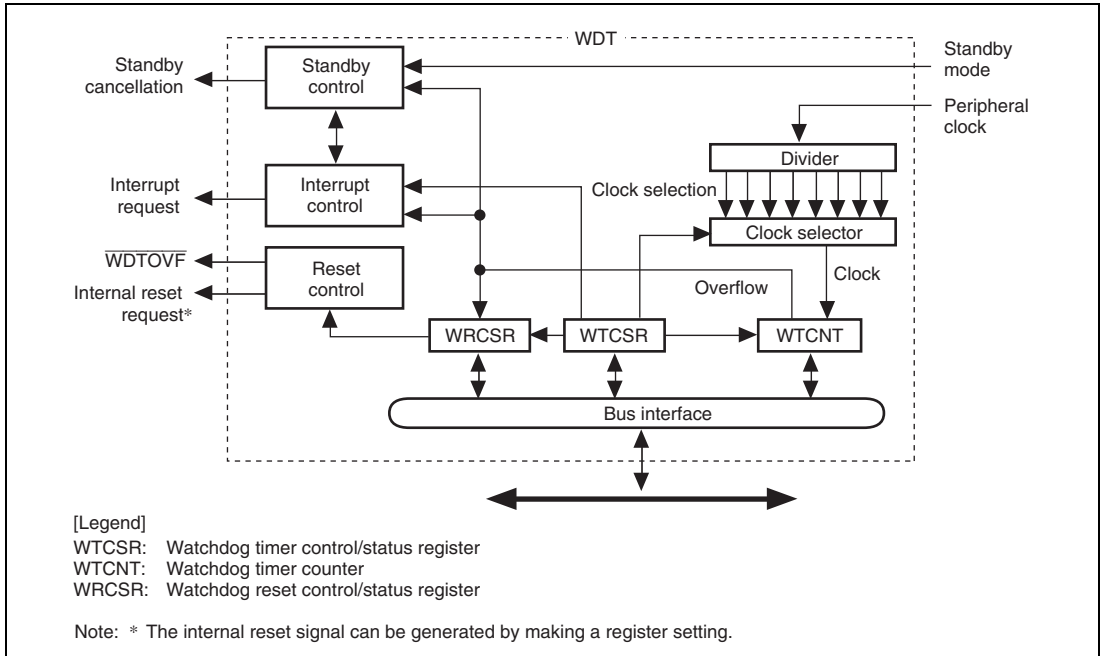 WDT
Standby
cancellation
Standby
control
Standby
mode
Peripheral
clock
Divider
Interrupt
request
Interrupt
control
Clock selection
Clock selector
WDTOVF
Internal reset
request*
Reset
control
Overflow
Clock
WRCSR
WTCSR
WTCNT
Bus interface
[Legend]
WTCSR: Watchdog timer control/status register
WTCNT: Watchdog timer counter
WRCSR: Watchdog reset control/status register
Note: * The internal reset signal can be generated by making a register setting.